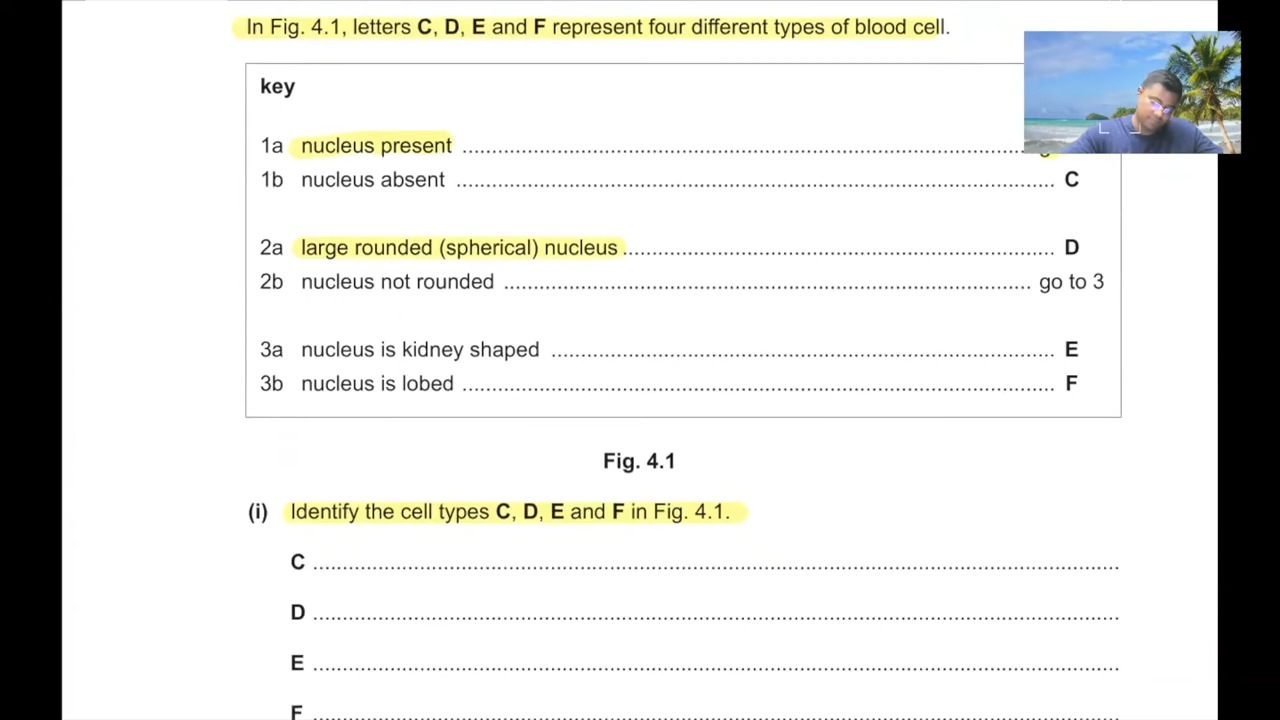 In Fig. 4.1, letters C, D, E and F represent four different types of blood cell.
key
1a nucleus present ..........................................................................................................
1b nucleus absent ......................................................................................................... C
2a large rounded (spherical) nucleus ......................................................................... D
2b nucleus not rounded .......................................................................................... go to 3
3a nucleus is kidney shaped ...................................................................................... E
3b nucleus is lobed ..................................................................................................... F
Fig. 4.1
(i) Identify the cell types C, D, E and F in Fig. 4.1.
C ..........................................................................................................................................
D ..........................................................................................................................................
E ..........................................................................................................................................
F ..........................................................................................................................................